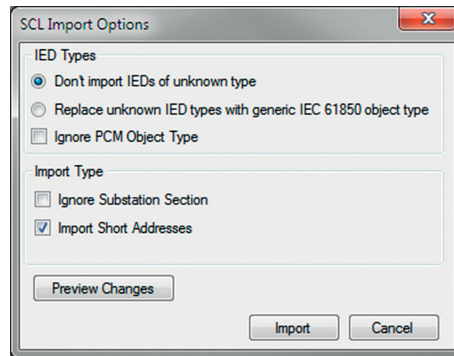 SCL Import Options
IED Types
Don't import IEDs of unknown type
Replace unknown IED types with generic IEC 61850 object type
Ignore PCM Object Type
Import Type
Ignore Substation Section
Import Short Addresses
Preview Changes
Import Cancel